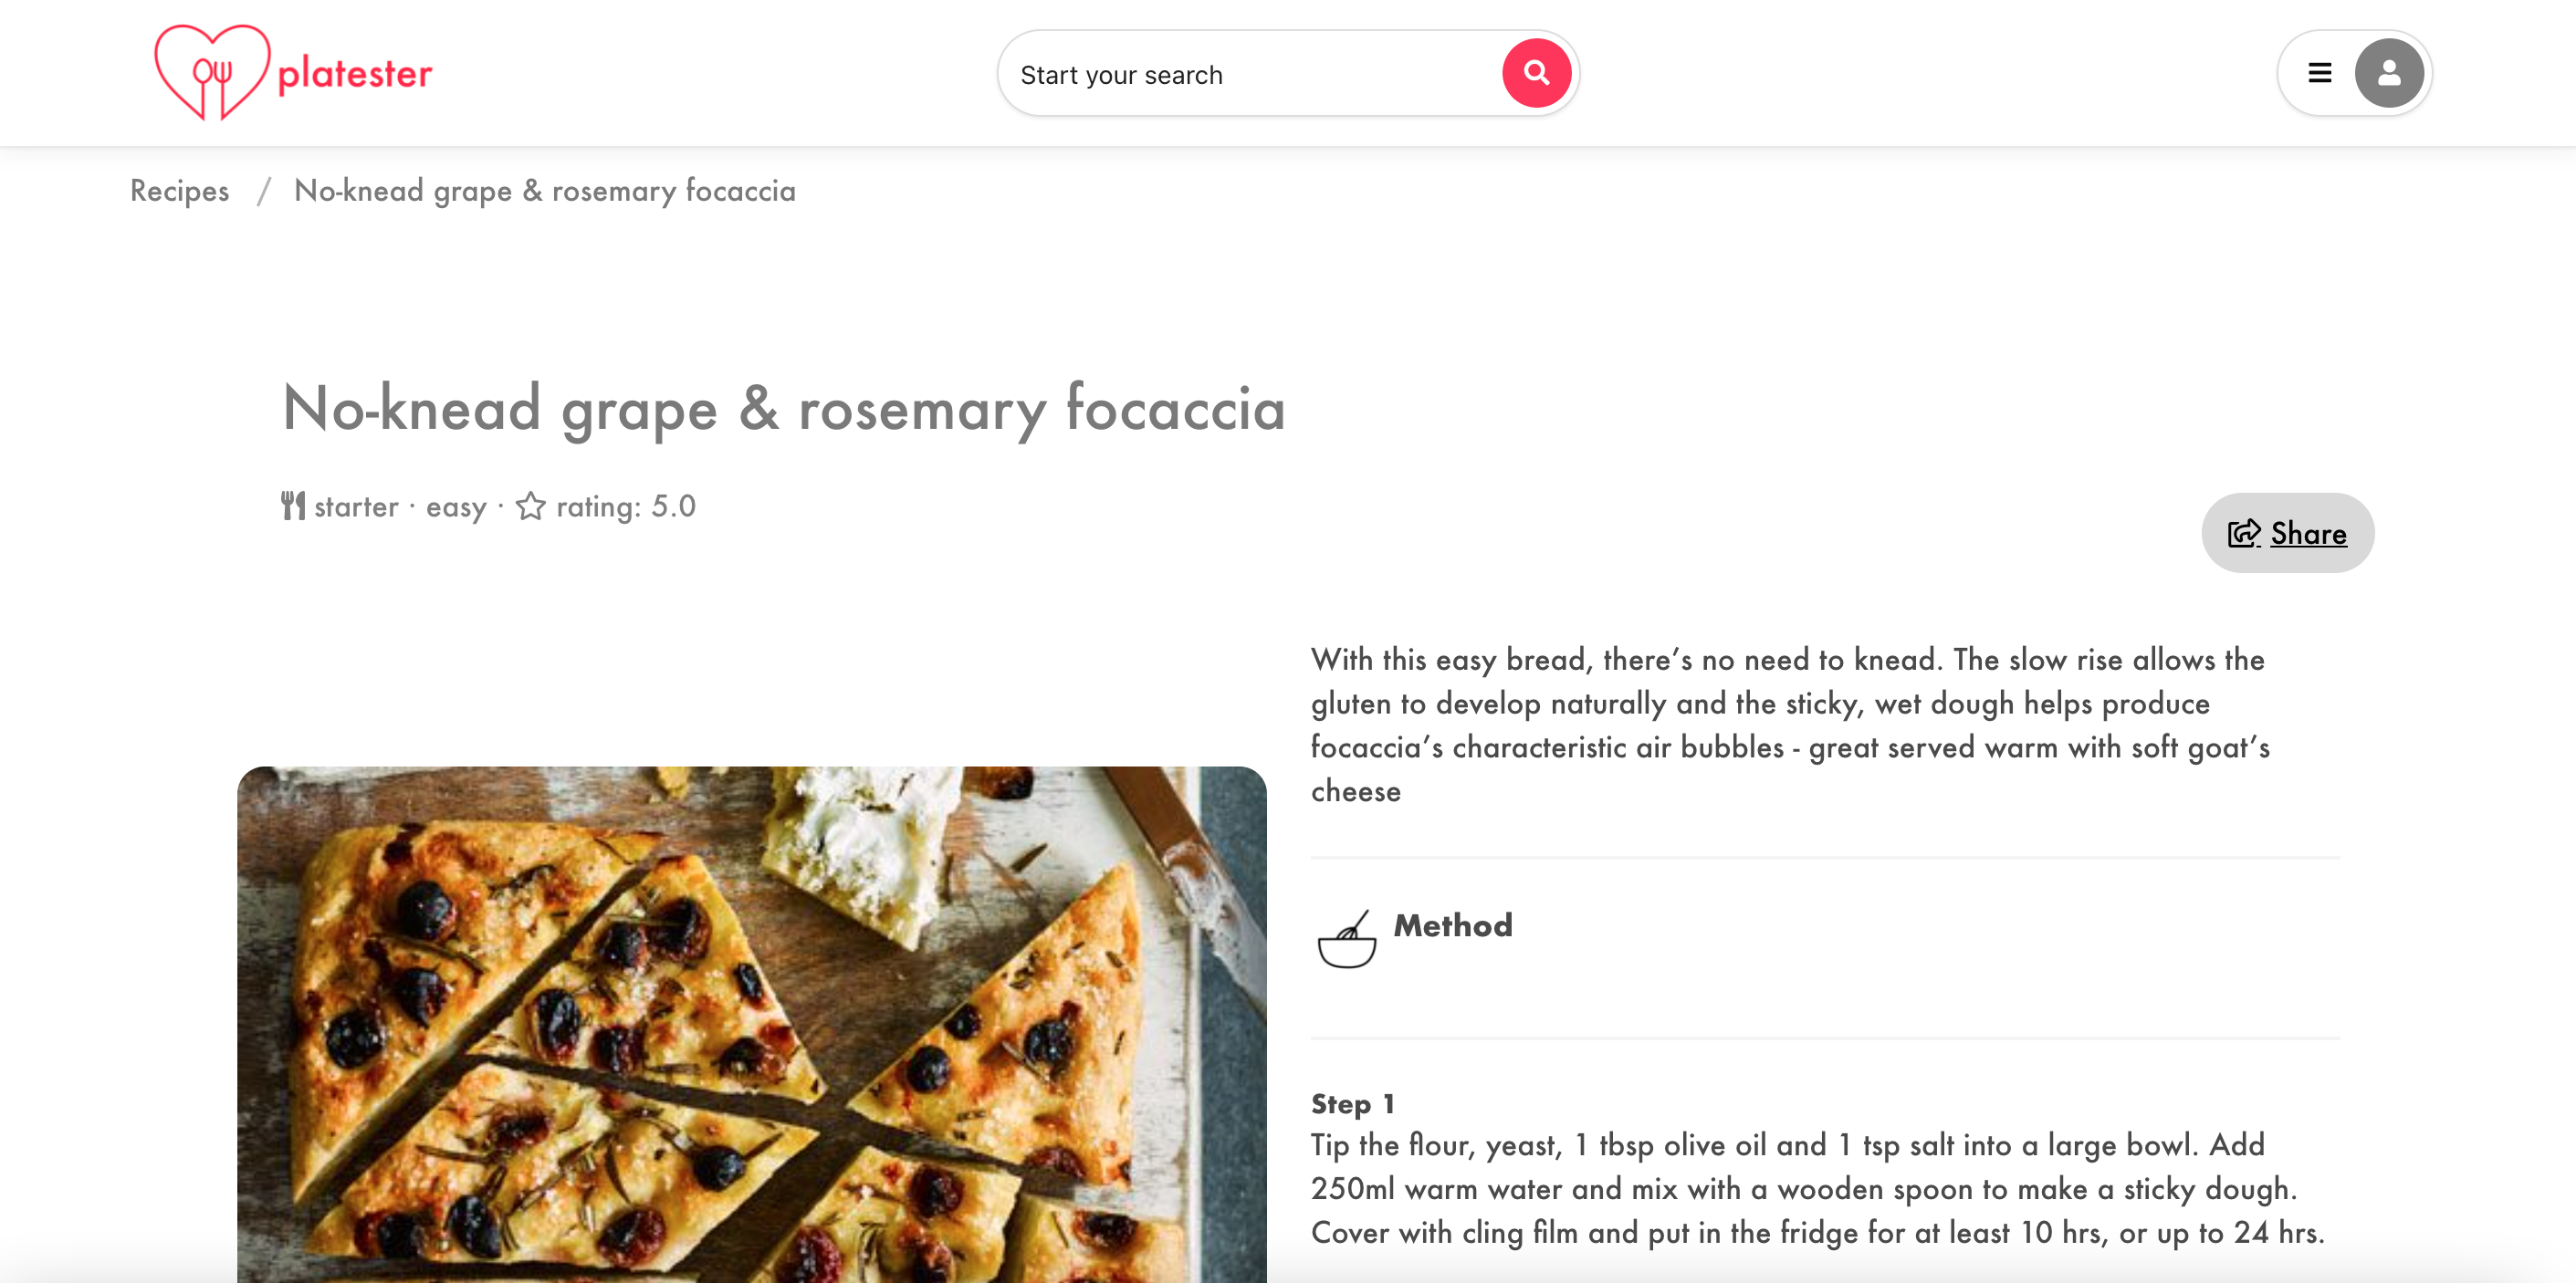 platester
Start your search
Recipes / No-knead grape & rosemary focaccia
No-knead grape & rosemary focaccia
starter · easy · rating: 5.0
Share
With this easy bread, there’s no need to knead. The slow rise allows the
gluten to develop naturally and the sticky, wet dough helps produce
focaccia’s characteristic air bubbles - great served warm with soft goat’s
cheese
Method
Step 1
Tip the flour, yeast, 1 tbsp olive oil and 1 tsp salt into a large bowl. Add
250ml warm water and mix with a wooden spoon to make a sticky dough.
Cover with cling film and put in the fridge for at least 10 hrs, or up to 24 hrs.